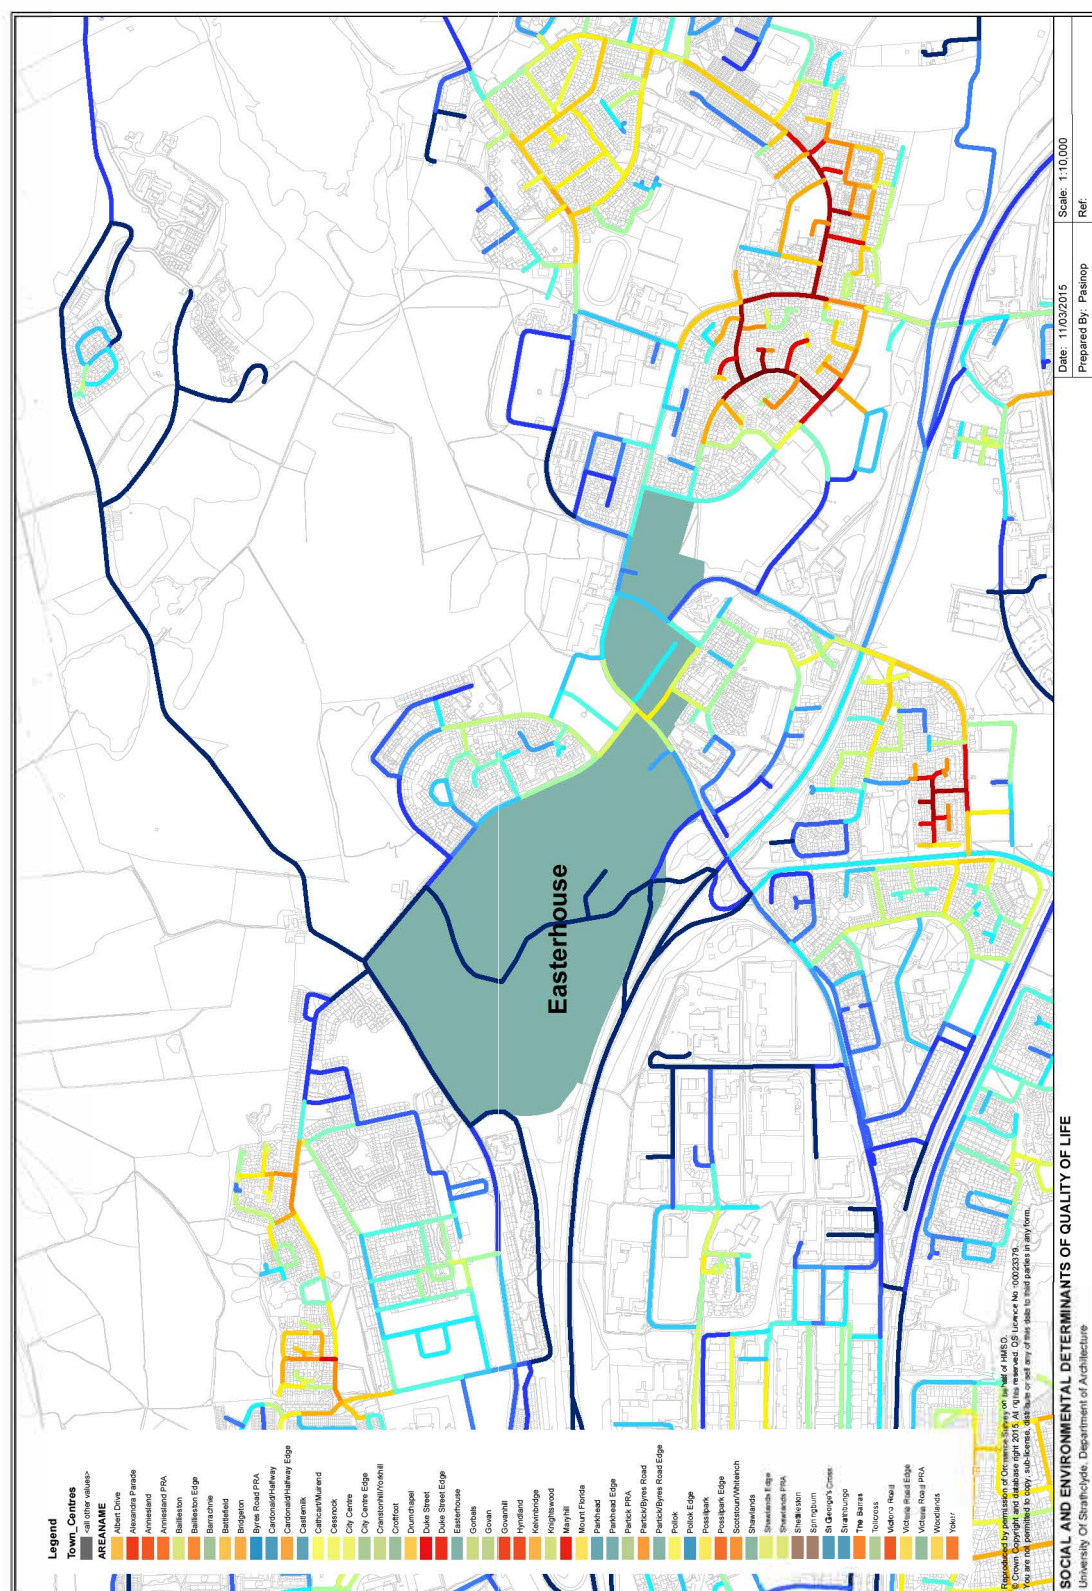 Legend
Town_Centres
<all other values>
AREANAME
Albert Drive
Alexandra Parade
Anniesland
Anniesland PRA
Baillieston
Baillieston Edge
Barrachnie
Battlefield
Bridgeton
Byres Road PRA
Cardonald/Halfway
Cardonald/Halfway Edge
Castlemilk
Cathcart/Muirend
Cessnock
City Centre
City Centre Edge
Cranstonhill/Yorkhill
Croftfoot
Drumchapel
Duke Street
Duke Street Edge
Easterhouse
Gorbals
Govan
Govanhill
Hyndland
Kelvinbridge
Knightswood
Maryhill
Mount Florida
Parkhead
Parkhead Edge
Partick PRA
Partick/Byres Road
Partick/Byres Road Edge
Pollok
Pollok Edge
Possilpark
Possilpark Edge
Scotstoun/Whiteinch
Shawlands
Shawlands Edge
Shawlands PRA
Shettleston
Springburn
St George's Cross
Strathbungo
The Barras
Tollcross
Victoria Road
Victoria Road Edge
Victoria Road PRA
Woodlands
Yoker
Easterhouse
Reproduced by permission of Ordnance Survey on behalf of HMSO.
© Crown Copyright and database right 2015. All rights reserved. OS Licence No 100023379.
You are not permitted to copy, sub-license, distribute or sell any of this data to third parties in any form.
SOCIAL AND ENVIRONMENTAL DETERMINANTS OF QUALITY OF LIFE
University Of Strathclyde, Department of Architecture
Date: 11/03/2015
Scale: 1:10,000
Prepared By: Pasinop
Ref: